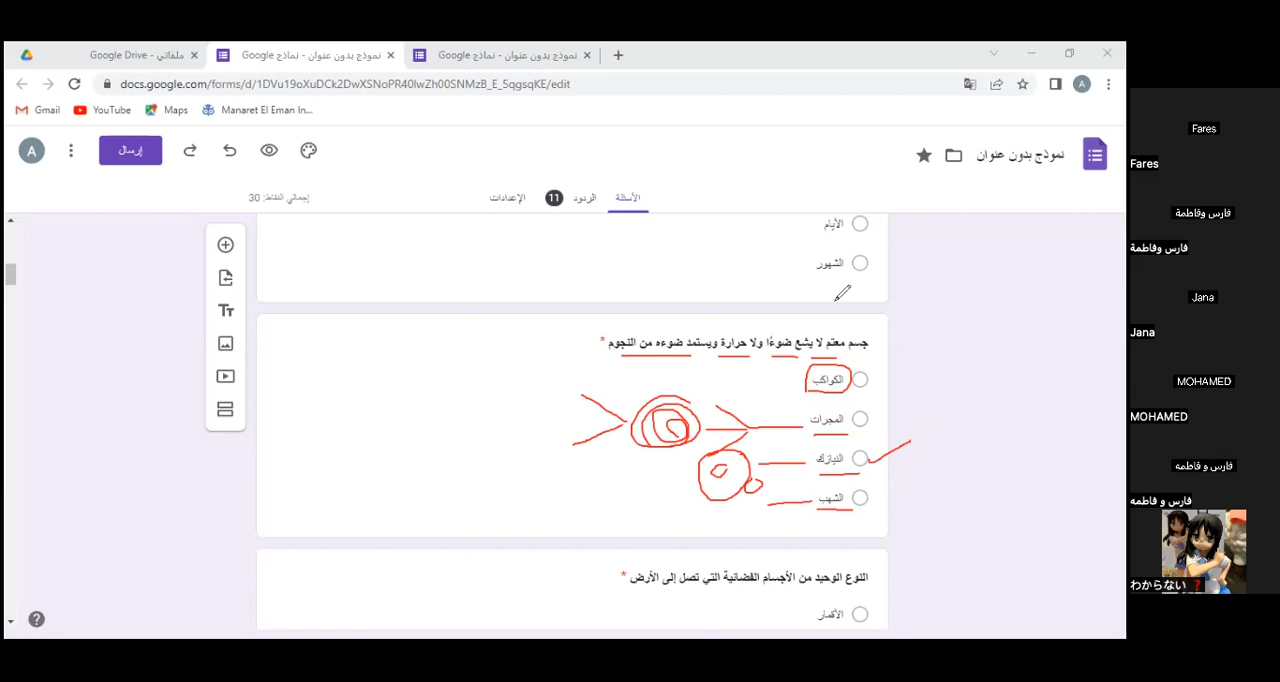 ملفاتي - Google Drive
نموذج بدون عنوان - نماذج Google
نموذج بدون عنوان - نماذج Google
docs.google.com/forms/d/1DVu19oXuDCk2DwXSNoPR40IwZh00SNMzB_E_5qgsqKE/edit
A
Gmail
YouTube
Maps
Manaret El Eman In...
A
إرسال
نموذج بدون عنوان
الأسئلة
الردود 11
الإعدادات
إجمالي النقاط: 30
الأيام
الشهور
Tт
جسم معتم لا يشع ضوءًا ولا حرارة ويستمد ضوءه من النجوم *
الكواكب
المجرات
النيازك
الشهب
النوع الوحيد من الأجسام الفضائية التي تصل إلى الأرض *
الأقمار
Fares
Fares
فارس وفاطمة
فارس وفاطمة
Jana
Jana
MOHAMED
MOHAMED
فارس و فاطمه
فارس و فاطمه
わからない❓